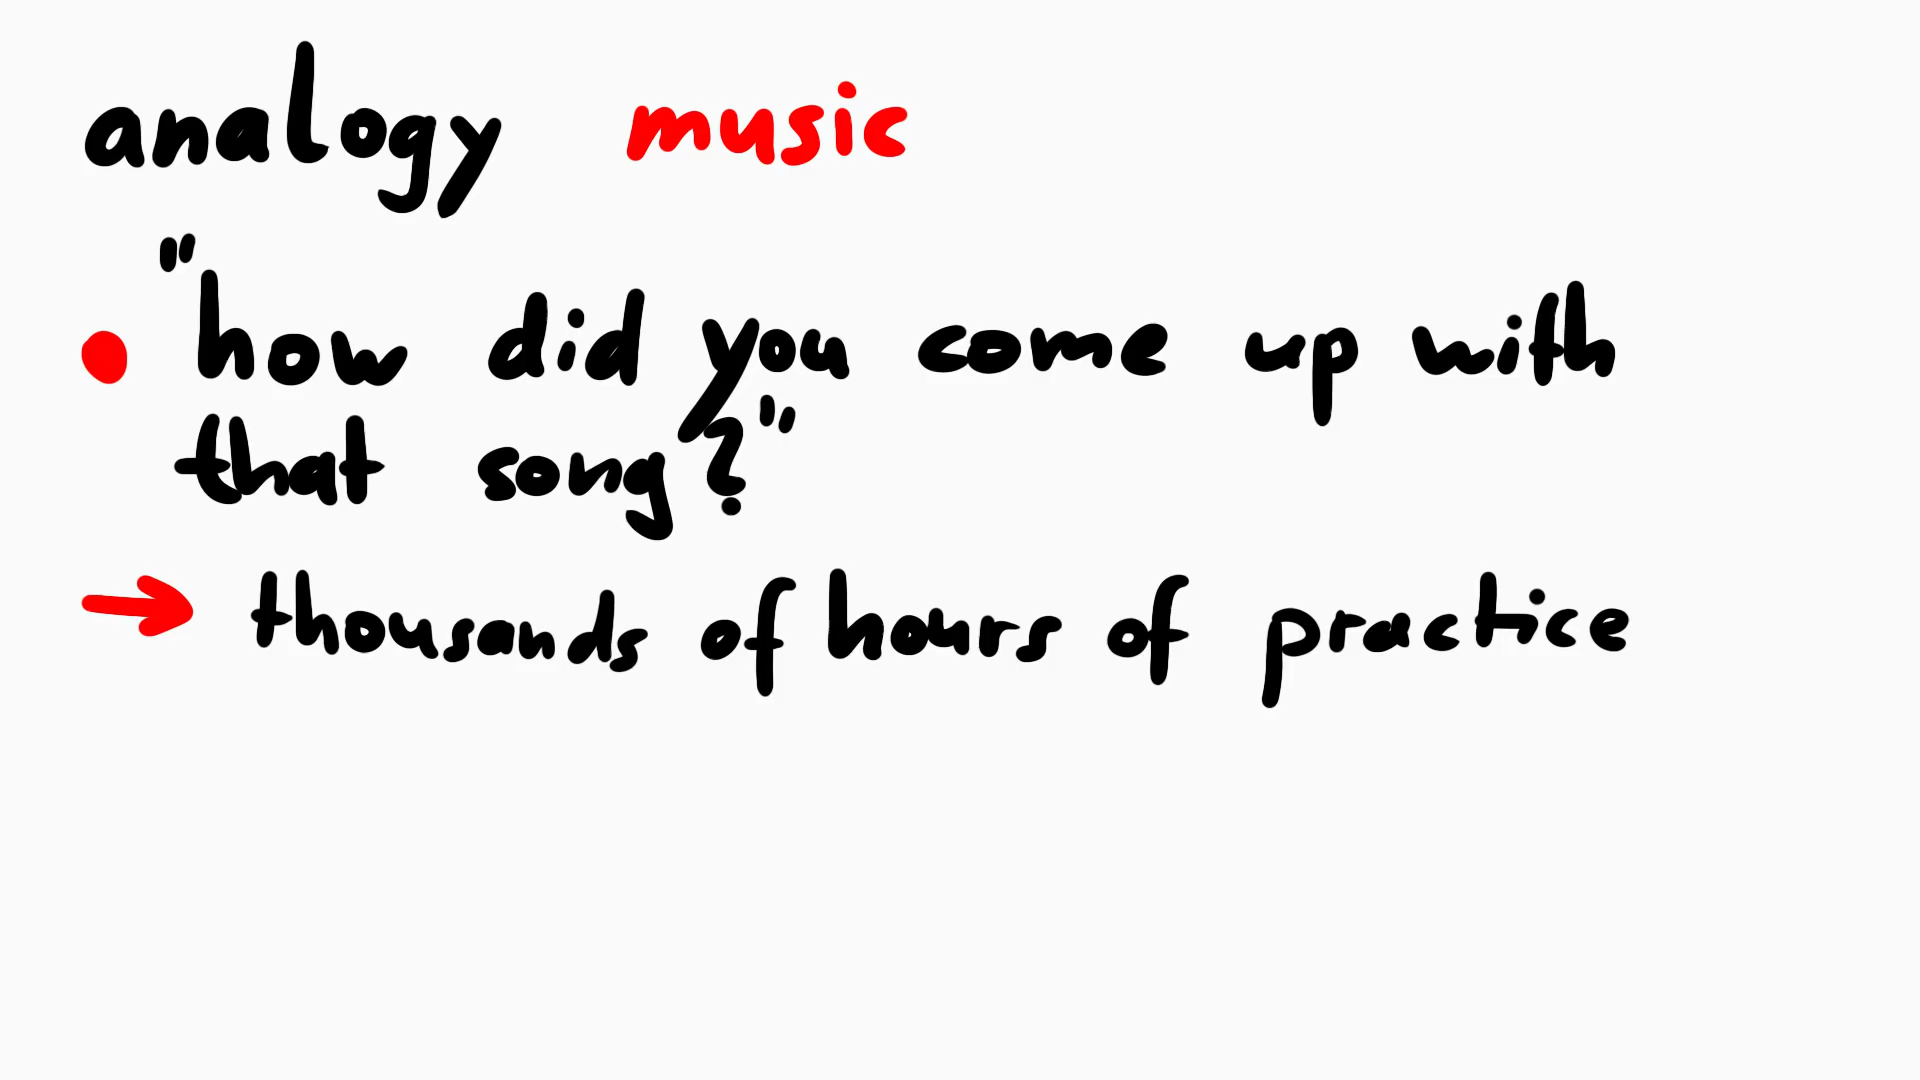 analogy music
• "how did you come up with
that song?"
→ thousands of hours of practice